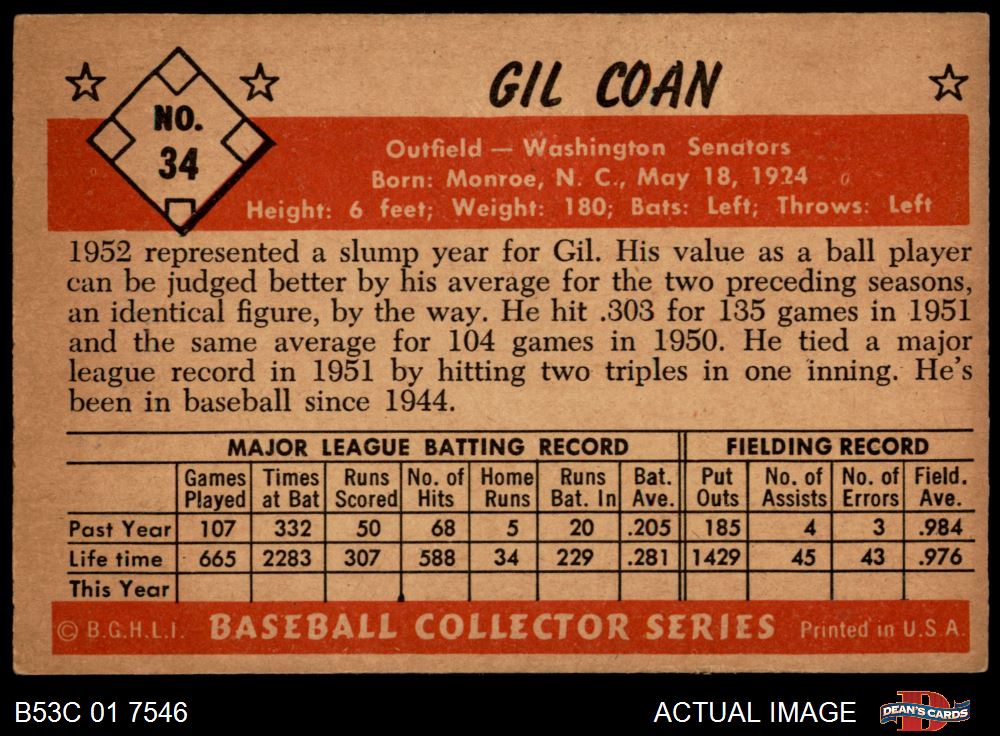 GIL COAN
NO.
34
Outfield — Washington Senators
Born: Monroe, N. C., May 18, 1924
Height: 6 feet; Weight: 180; Bats: Left; Throws: Left
1952 represented a slump year for Gil. His value as a ball player
can be judged better by his average for the two preceding seasons,
an identical figure, by the way. He hit .303 for 135 games in 1951
and the same average for 104 games in 1950. He tied a major
league record in 1951 by hitting two triples in one inning. He's
been in baseball since 1944.
MAJOR LEAGUE BATTING RECORD FIELDING RECORD
Games Times Runs No. of Home Runs Bat. Put No. of No. of Field.
Played at Bat Scored Hits Runs Bat. In Ave. Outs Assists Errors Ave.
Past Year 107 332 50 68 5 20 .205 185 4 3 .984
Life time 665 2283 307 588 34 229 .281 1429 45 43 .976
This Year
© B.G.H.L.I. BASEBALL COLLECTOR SERIES Printed in U.S.A.
B53C 01 7546 ACTUAL IMAGE DEAN'S CARDS